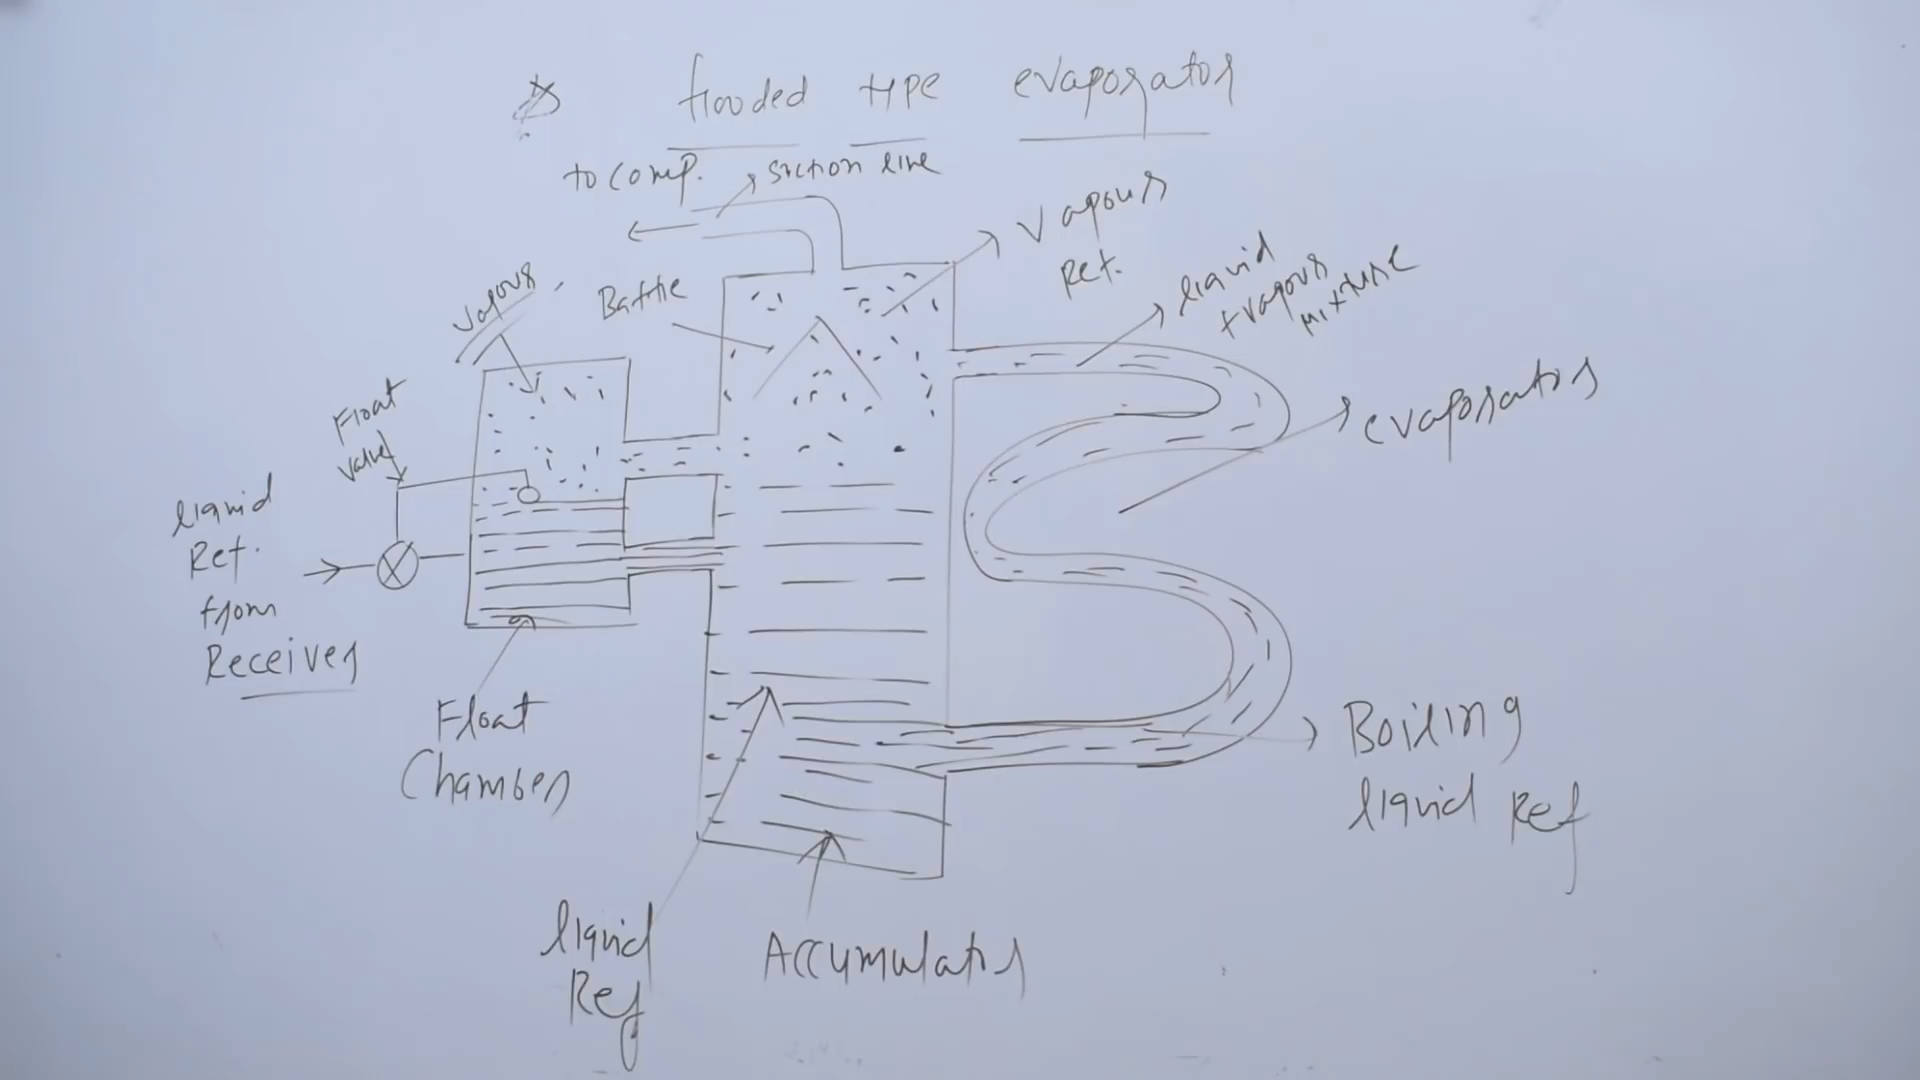 flooded type evaporator
to comp.
suction line
Vapour
Ref.
liquid
+vapour
mixture
Vapour
Baffle
Float
valve
evaporator
liquid
Ref.
from
Receiver
Float
Chamber
Boiling
liquid Ref
liquid
Ref
Accumulator